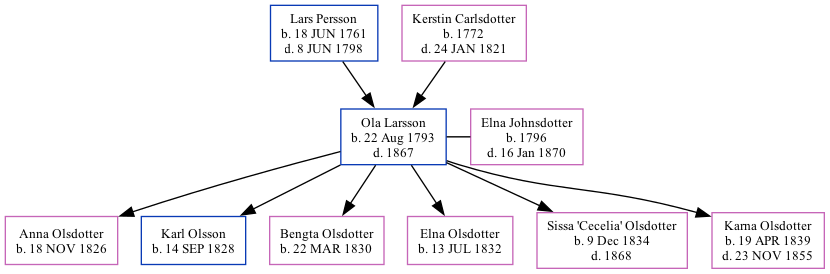 Lars Persson
b. 18 JUN 1761
d. 8 JUN 1798
Kerstin Carlsdotter
b. 1772
d. 24 JAN 1821
Ola Larsson
b. 22 Aug 1793
d. 1867
Elna Johnsdotter
b. 1796
d. 16 Jan 1870
Anna Olsdotter
b. 18 NOV 1826
Karl Olsson
b. 14 SEP 1828
Bengta Olsdotter
b. 22 MAR 1830
Elna Olsdotter
b. 13 JUL 1832
Sissa 'Cecelia' Olsdotter
b. 9 Dec 1834
d. 1868
Karna Olsdotter
b. 19 APR 1839
d. 23 NOV 1855